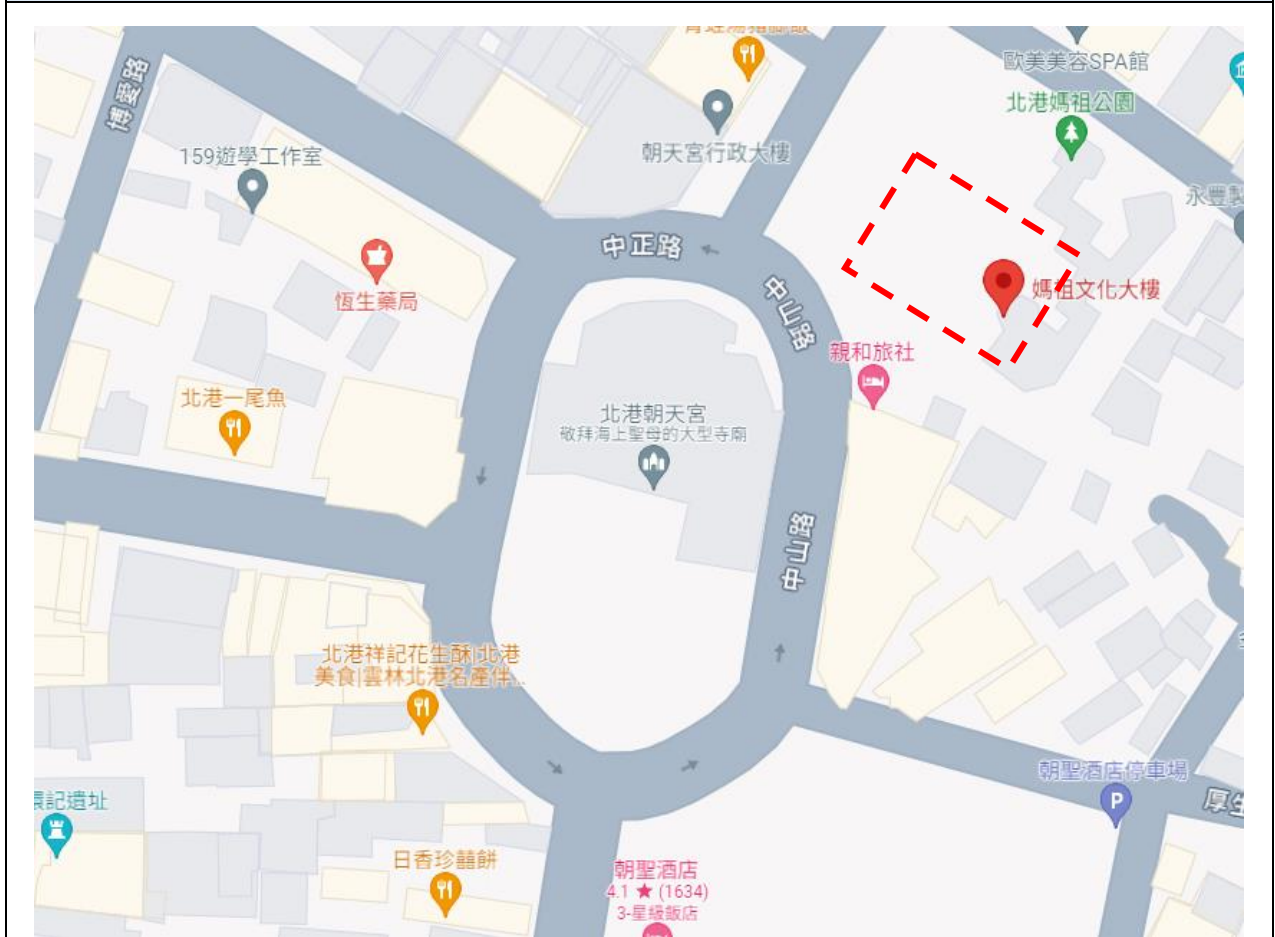 歐美美容SPA館
北港媽祖公園
博愛路
159遊學工作室
朝天宮行政大樓
中正路
恆生藥局
中山路
媽祖文化大樓
親和旅社
北港一尾魚
北港朝天宮
敬拜海上聖母的大型寺廟
中山路
北港祥記花生酥|北港
美食|雲林北港名產伴...
朝聖酒店停車場
P
記遺址
厚生
日香珍囍餅
朝聖酒店
4.1 ★ (1634)
3-星級飯店